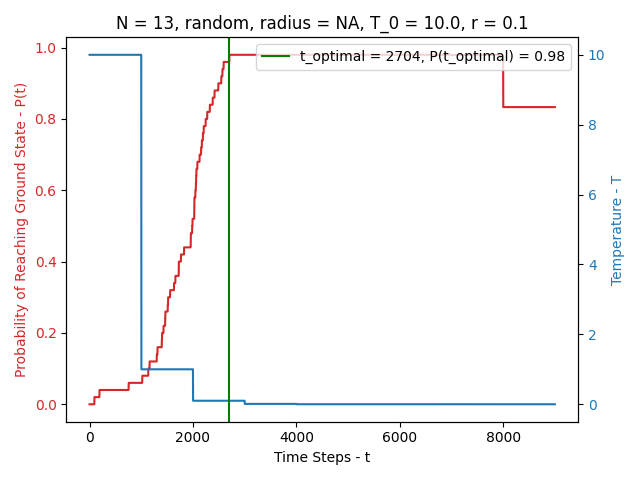 N = 13, random, radius = NA, T_0 = 10.0, r = 0.1
t_optimal = 2704, P(t_optimal) = 0.98
Probability of Reaching Ground State - P(t)
1.0
0.8
0.6
0.4
0.2
0.0
10
8
6
4
2
0
Temperature - T
0 2000 4000 6000 8000
Time Steps - t